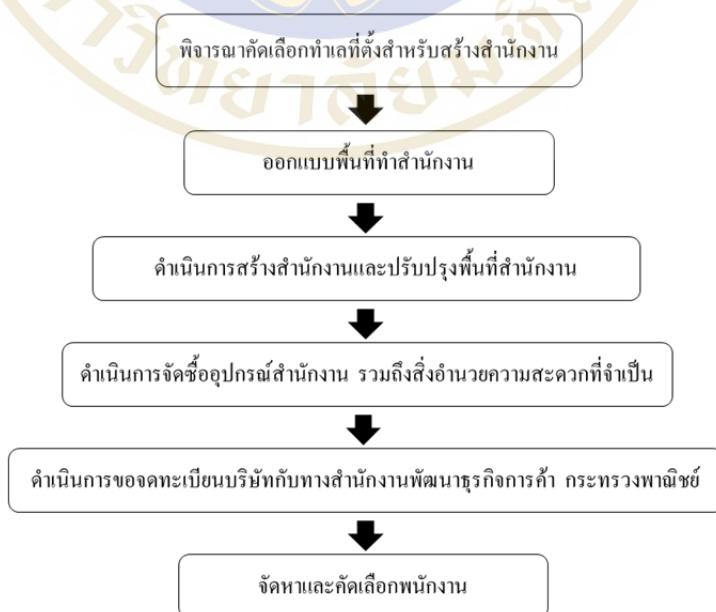 พิจารณาคัดเลือกทำเลที่ตั้งสำหรับสร้างสำนักงาน
ออกแบบพื้นที่ทำสำนักงาน
ดำเนินการสร้างสำนักงานและปรับปรุงพื้นที่สำนักงาน
ดำเนินการจัดซื้ออุปกรณ์สำนักงาน รวมถึงสิ่งอำนวยความสะดวกที่จำเป็น
ดำเนินการขอจดทะเบียนบริษัทกับทางสำนักงานพัฒนาธุรกิจการค้า กระทรวงพาณิชย์
จัดหาและคัดเลือกพนักงาน